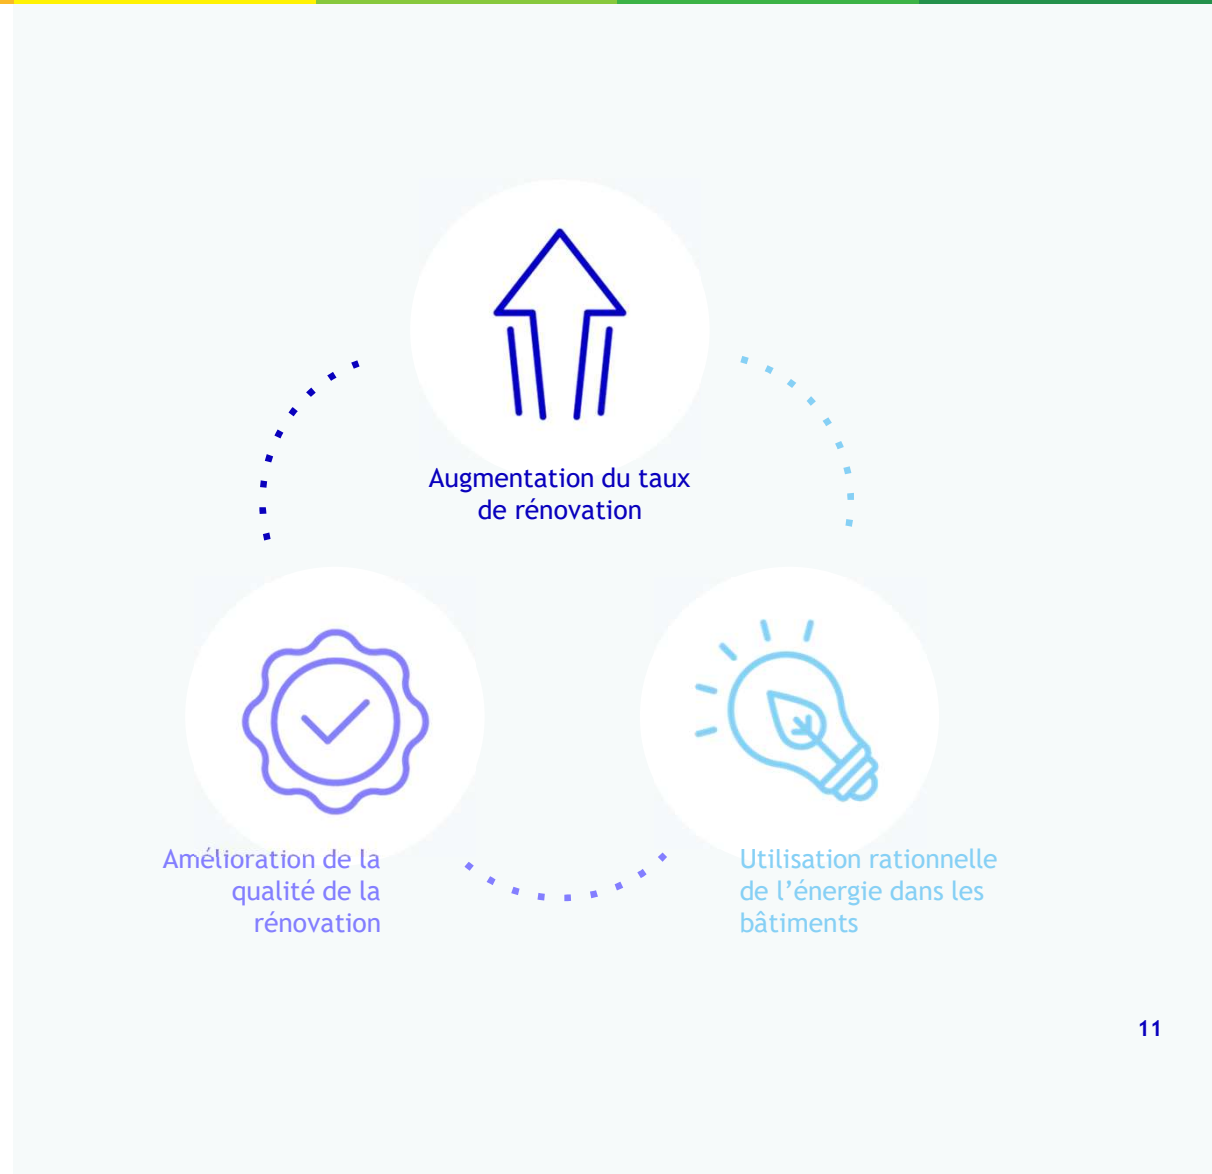 Augmentation du taux
de rénovation
Amélioration de la
qualité de la
rénovation
Utilisation rationnelle
de l’énergie dans les
bâtiments
11